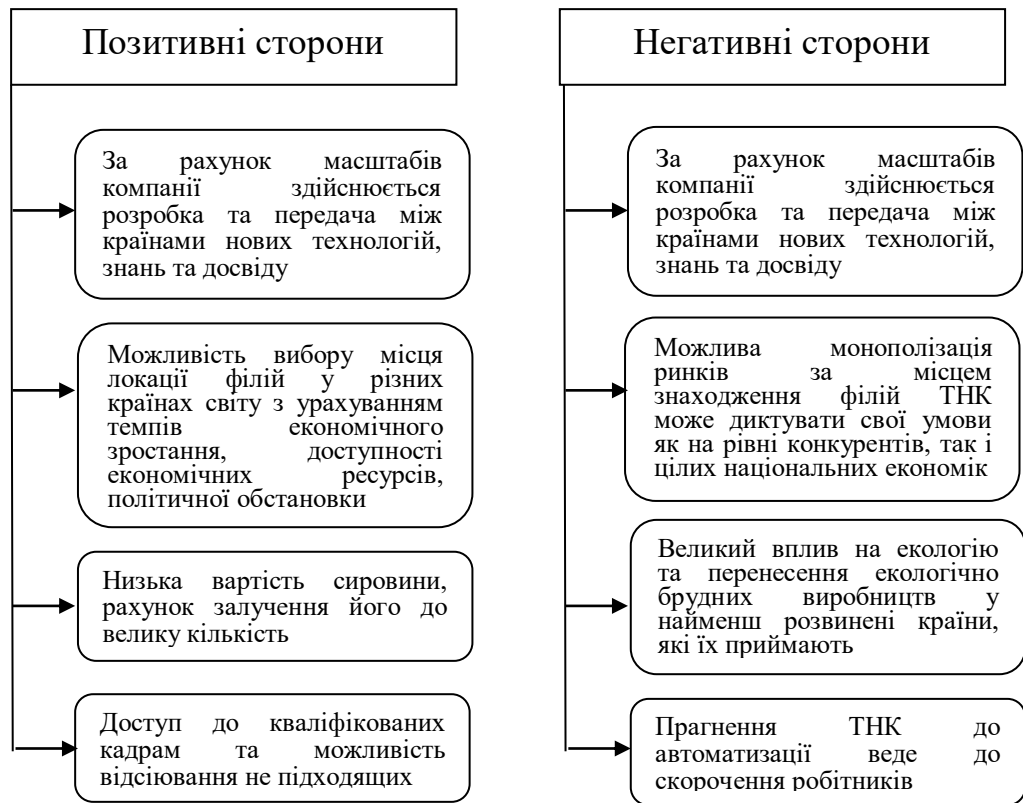 Позитивні сторони
За рахунок масштабів
компанії здійснюється
розробка та передача між
країнами нових технологій,
знань та досвіду
Можливість вибору місця
локації філій у різних
країнах світу з урахуванням
темпів економічного
зростання, доступності
економічних ресурсів,
політичної обстановки
Низька вартість сировини,
рахунок залучення його до
велику кількість
Доступ до кваліфікованих
кадрам та можливість
відсіювання не підходящих
Негативні сторони
За рахунок масштабів
компанії здійснюється
розробка та передача між
країнами нових технологій,
знань та досвіду
Можлива монополізація
ринків за місцем
знаходження філій ТНК
може диктувати свої умови
як на рівні конкурентів, так і
цілих національних економік
Великий вплив на екологію
та перенесення екологічно
брудних виробництв у
найменш розвинені країни,
які їх приймають
Прагнення ТНК до
автоматизації веде до
скорочення робітників